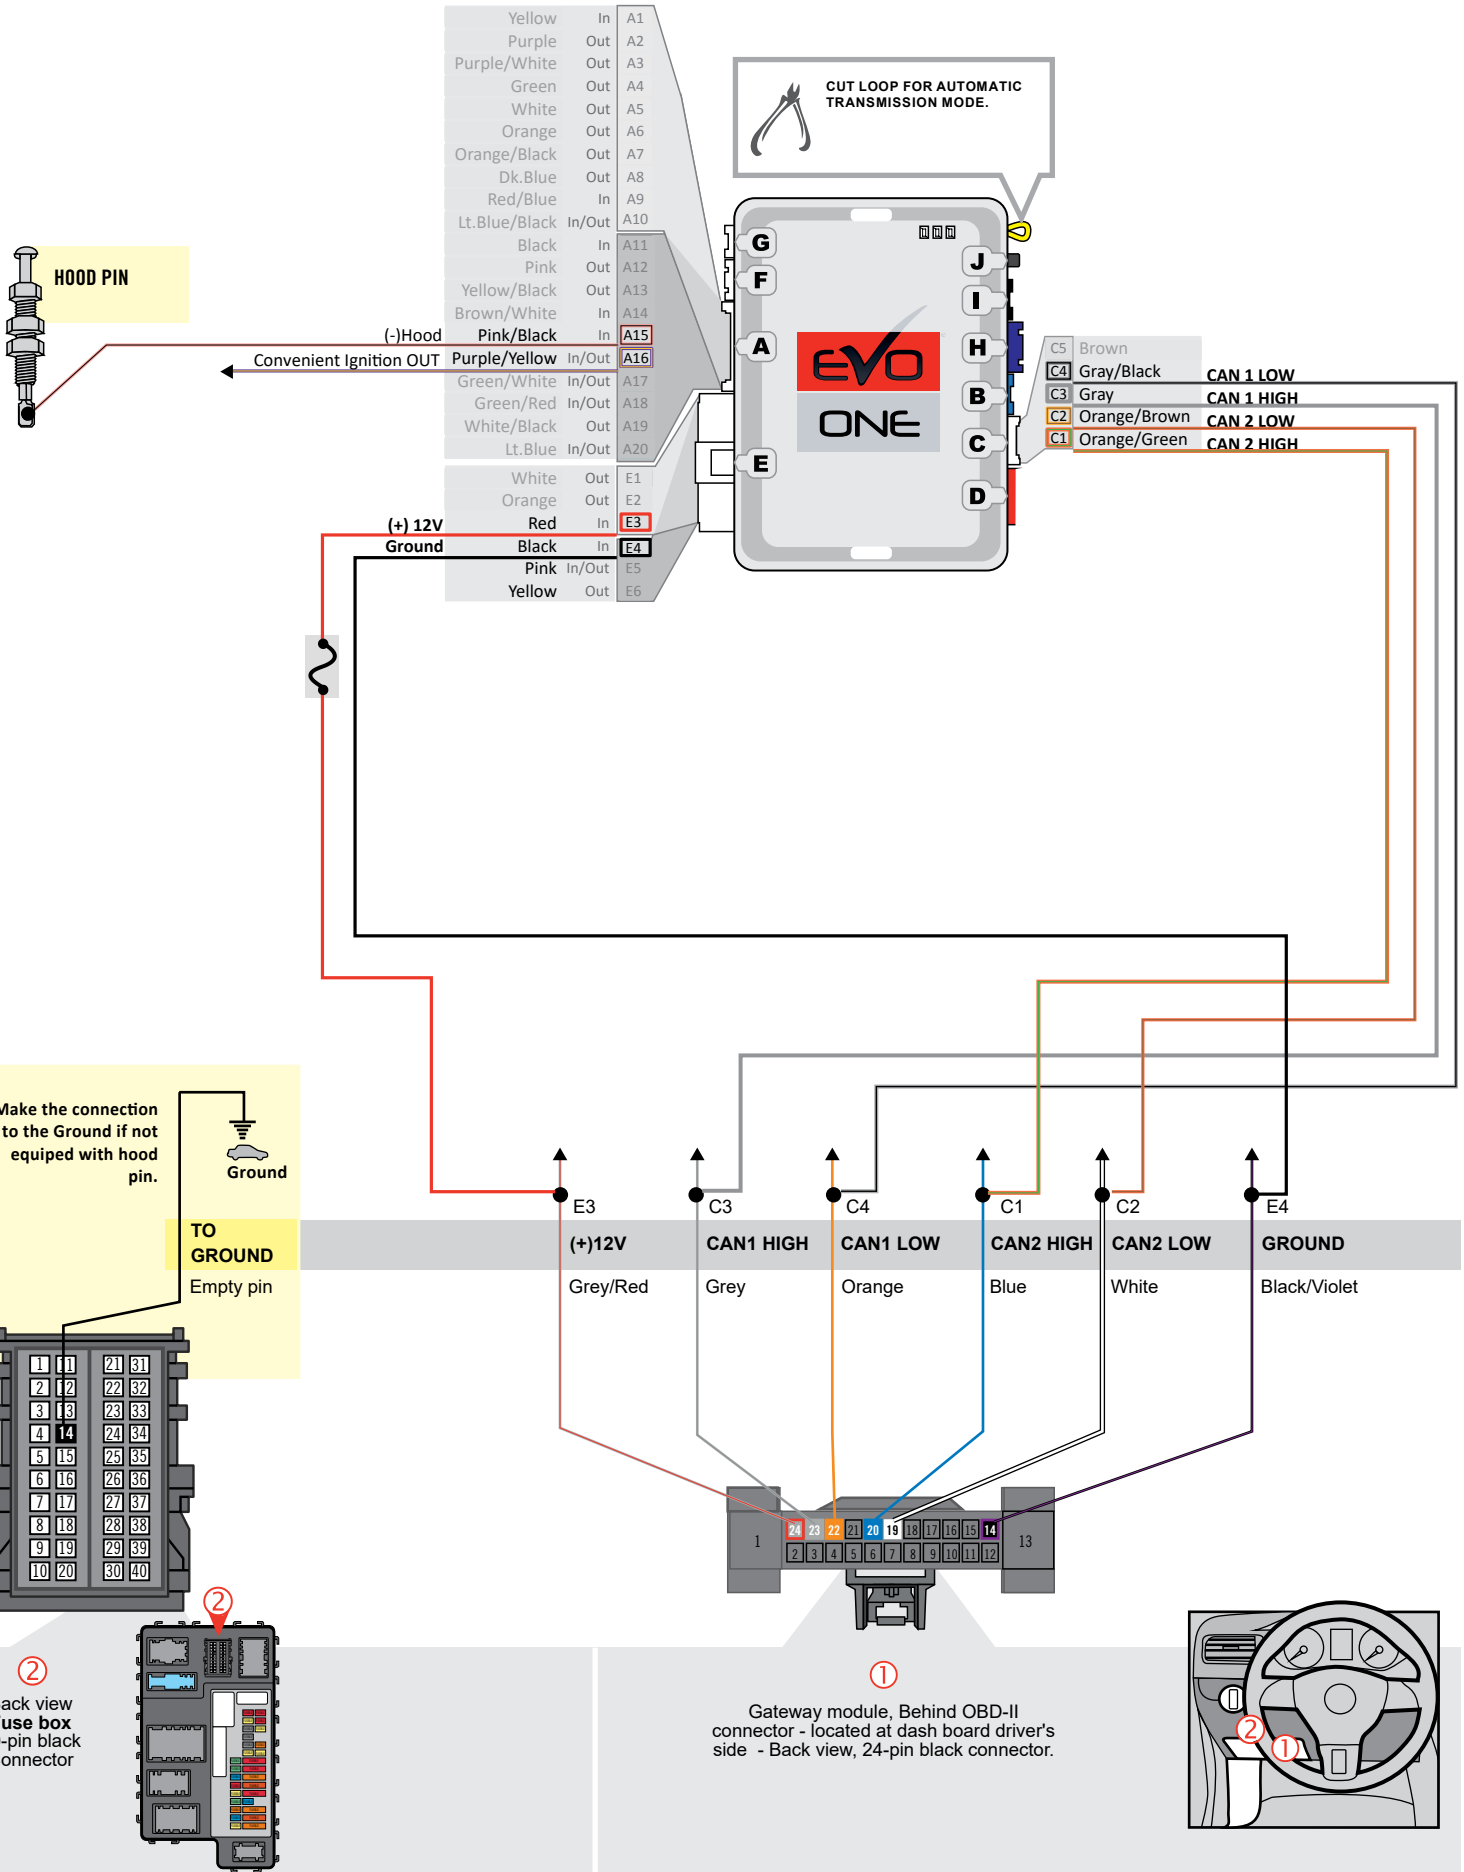 Yellow In A1
Purple Out A2
Purple/White Out A3
Green Out A4
White Out A5
Orange Out A6
Orange/Black Out A7
Dk.Blue Out A8
Red/Blue In A9
Lt.Blue/Black In/Out A10
Black In A11
Pink Out A12
Yellow/Black Out A13
Brown/White In A14
(-)Hood Pink/Black In A15
Convenient Ignition OUT Purple/Yellow In/Out A16
Green/White In/Out A17
Green/Red In/Out A18
White/Black Out A19
Lt.Blue In/Out A20
White Out E1
Orange Out E2
(+) 12V Red In E3
Ground Black In E4
Pink In/Out E5
Yellow Out E6
HOOD PIN
CUT LOOP FOR AUTOMATIC
TRANSMISSION MODE.
G
F
A
E
J
I
H
B
C
D
EVO
ONE
C5 Brown
C4 Gray/Black CAN 1 LOW
C3 Gray CAN 1 HIGH
C2 Orange/Brown CAN 2 LOW
C1 Orange/Green CAN 2 HIGH
Make the connection
to the Ground if not
equiped with hood
pin.
Ground
TO
GROUND
Empty pin
E3 C3 C4 C1 C2 E4
(+)12V CAN1 HIGH CAN1 LOW CAN2 HIGH CAN2 LOW GROUND
Grey/Red Grey Orange Blue White Black/Violet
1 11 21 31
2 12 22 32
3 13 23 33
4 14 24 34
5 15 25 35
6 16 26 36
7 17 27 37
8 18 28 38
9 19 29 39
10 20 30 40
24 23 22 21 20 19 18 17 16 15 14
1 13
2 3 4 5 6 7 8 9 10 11 12
2
2
Back view
Fuse box
-pin black
connector
1
Gateway module, Behind OBD-II
connector - located at dash board driver's
side - Back view, 24-pin black connector.
2
1